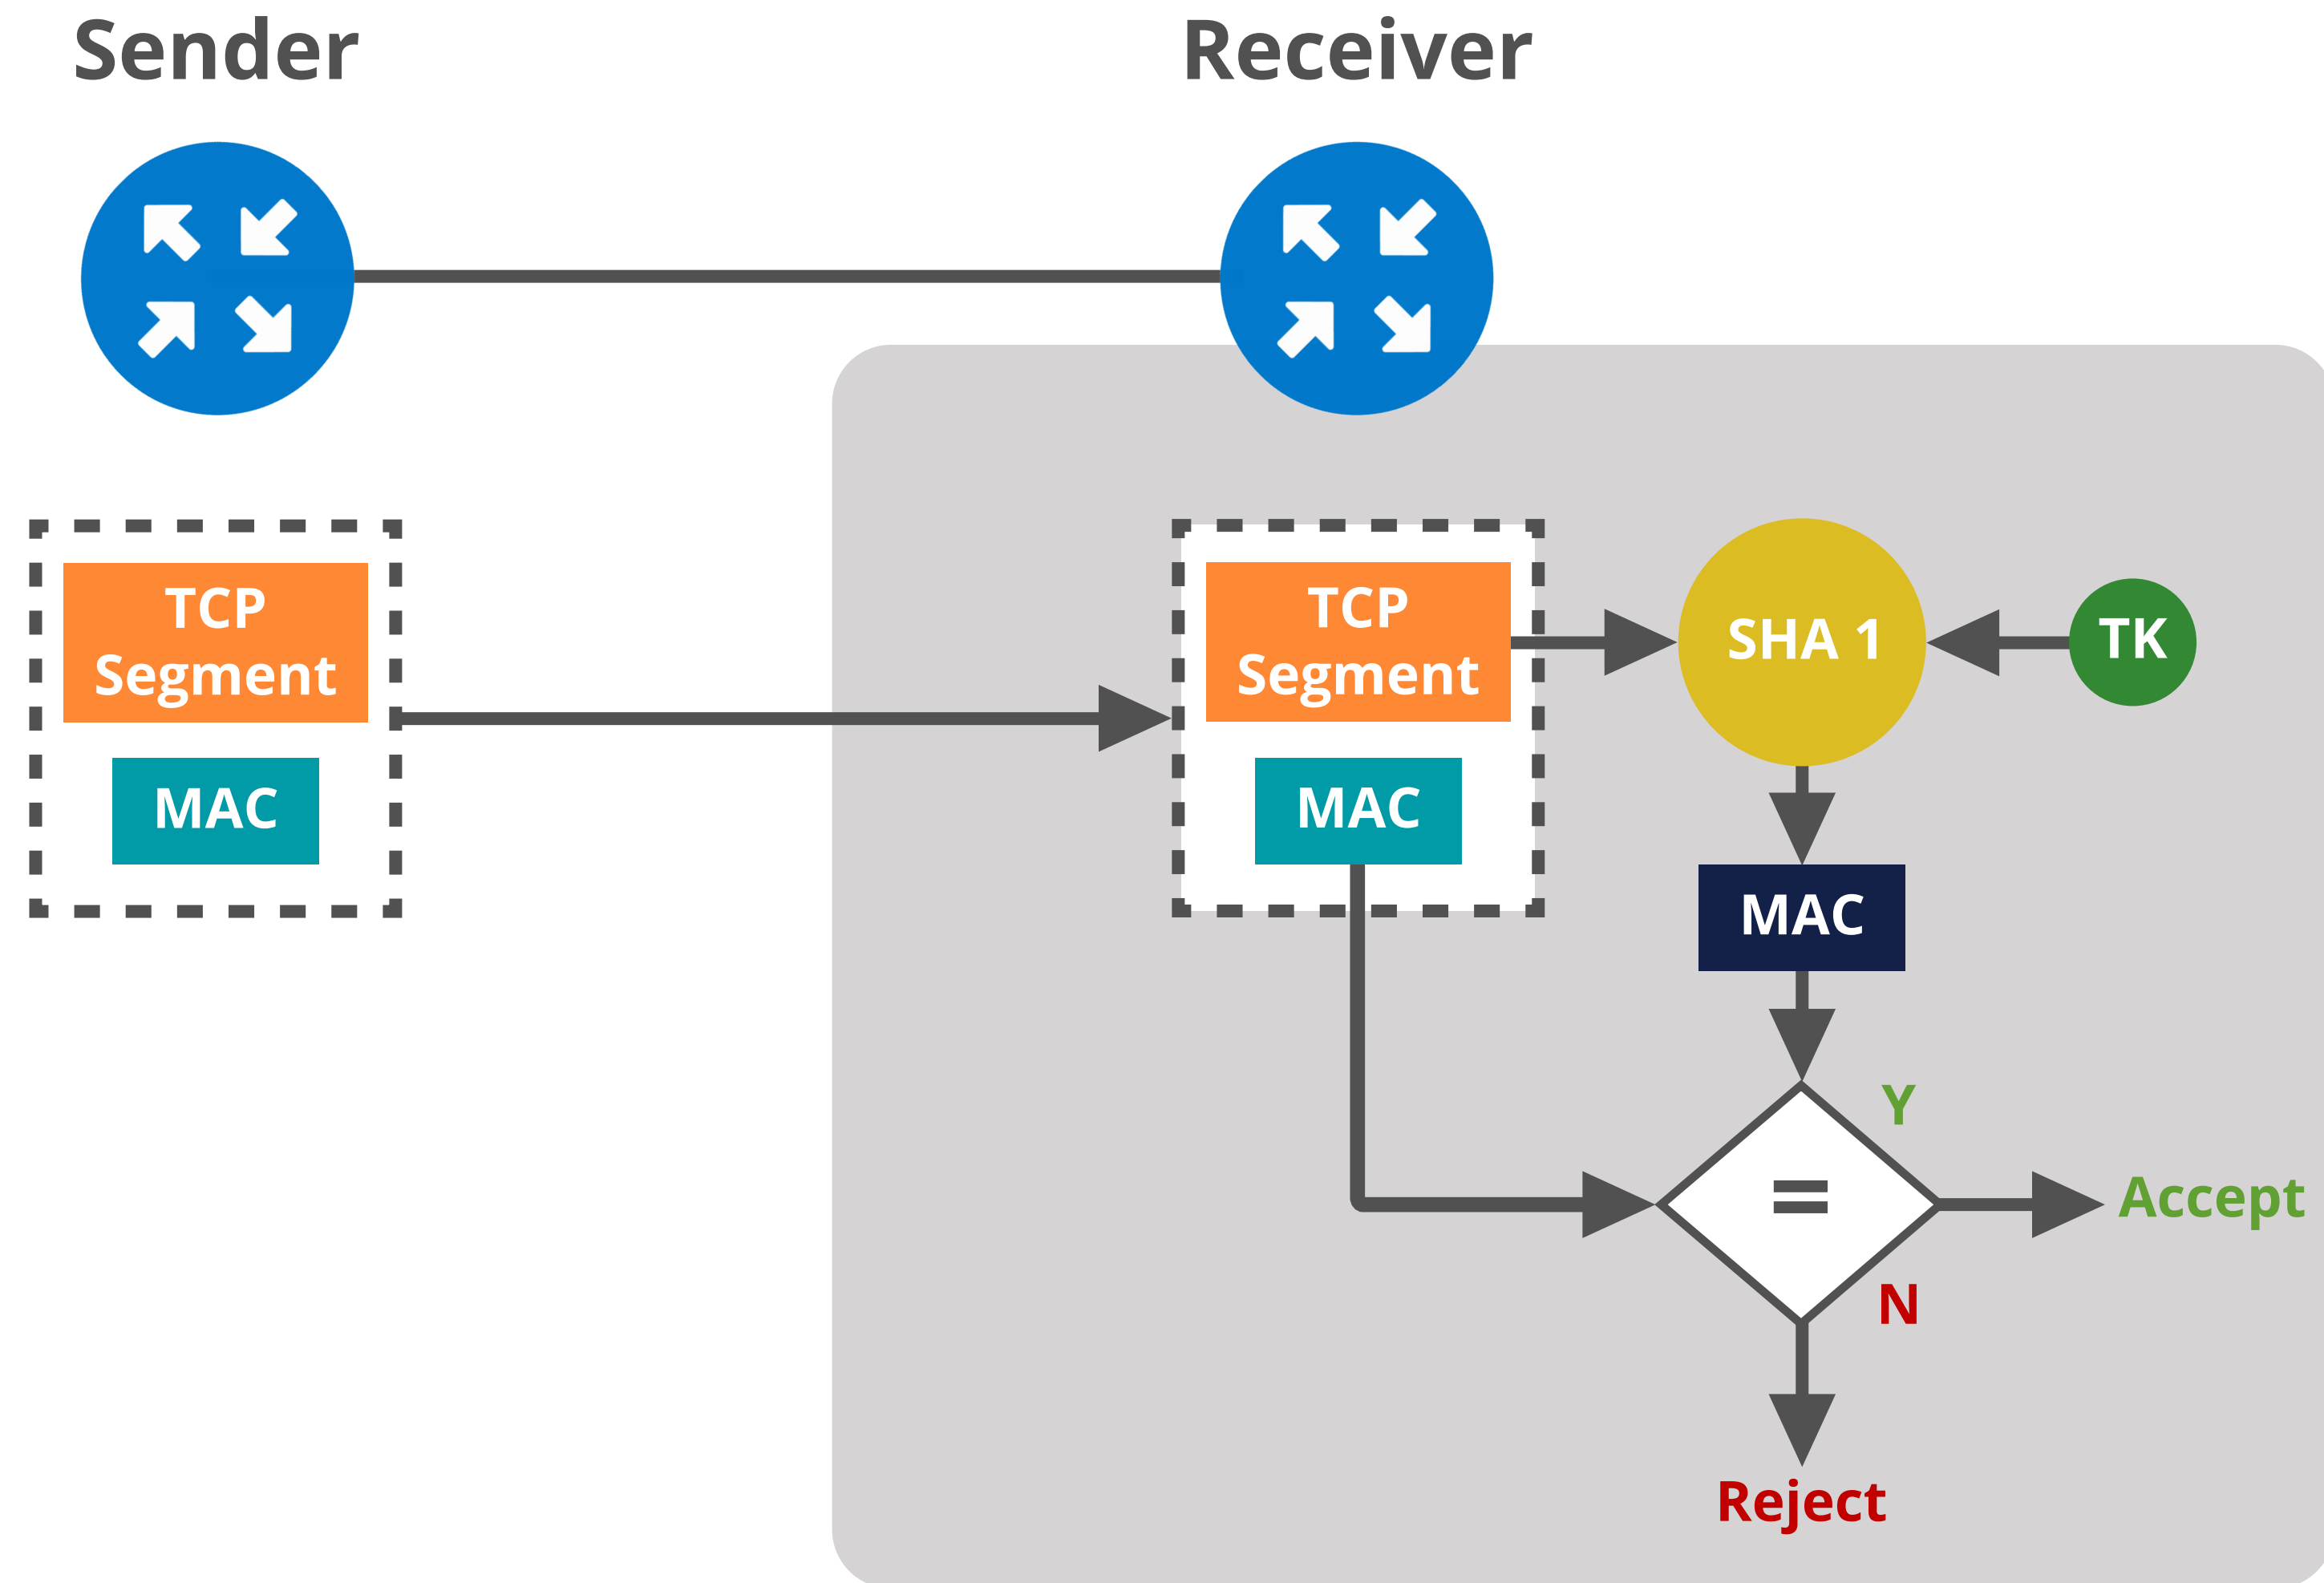 Sender
Receiver
TCP
Segment
MAC
TCP
Segment
MAC
SHA 1
TK
MAC
Y
=
Accept
N
Reject